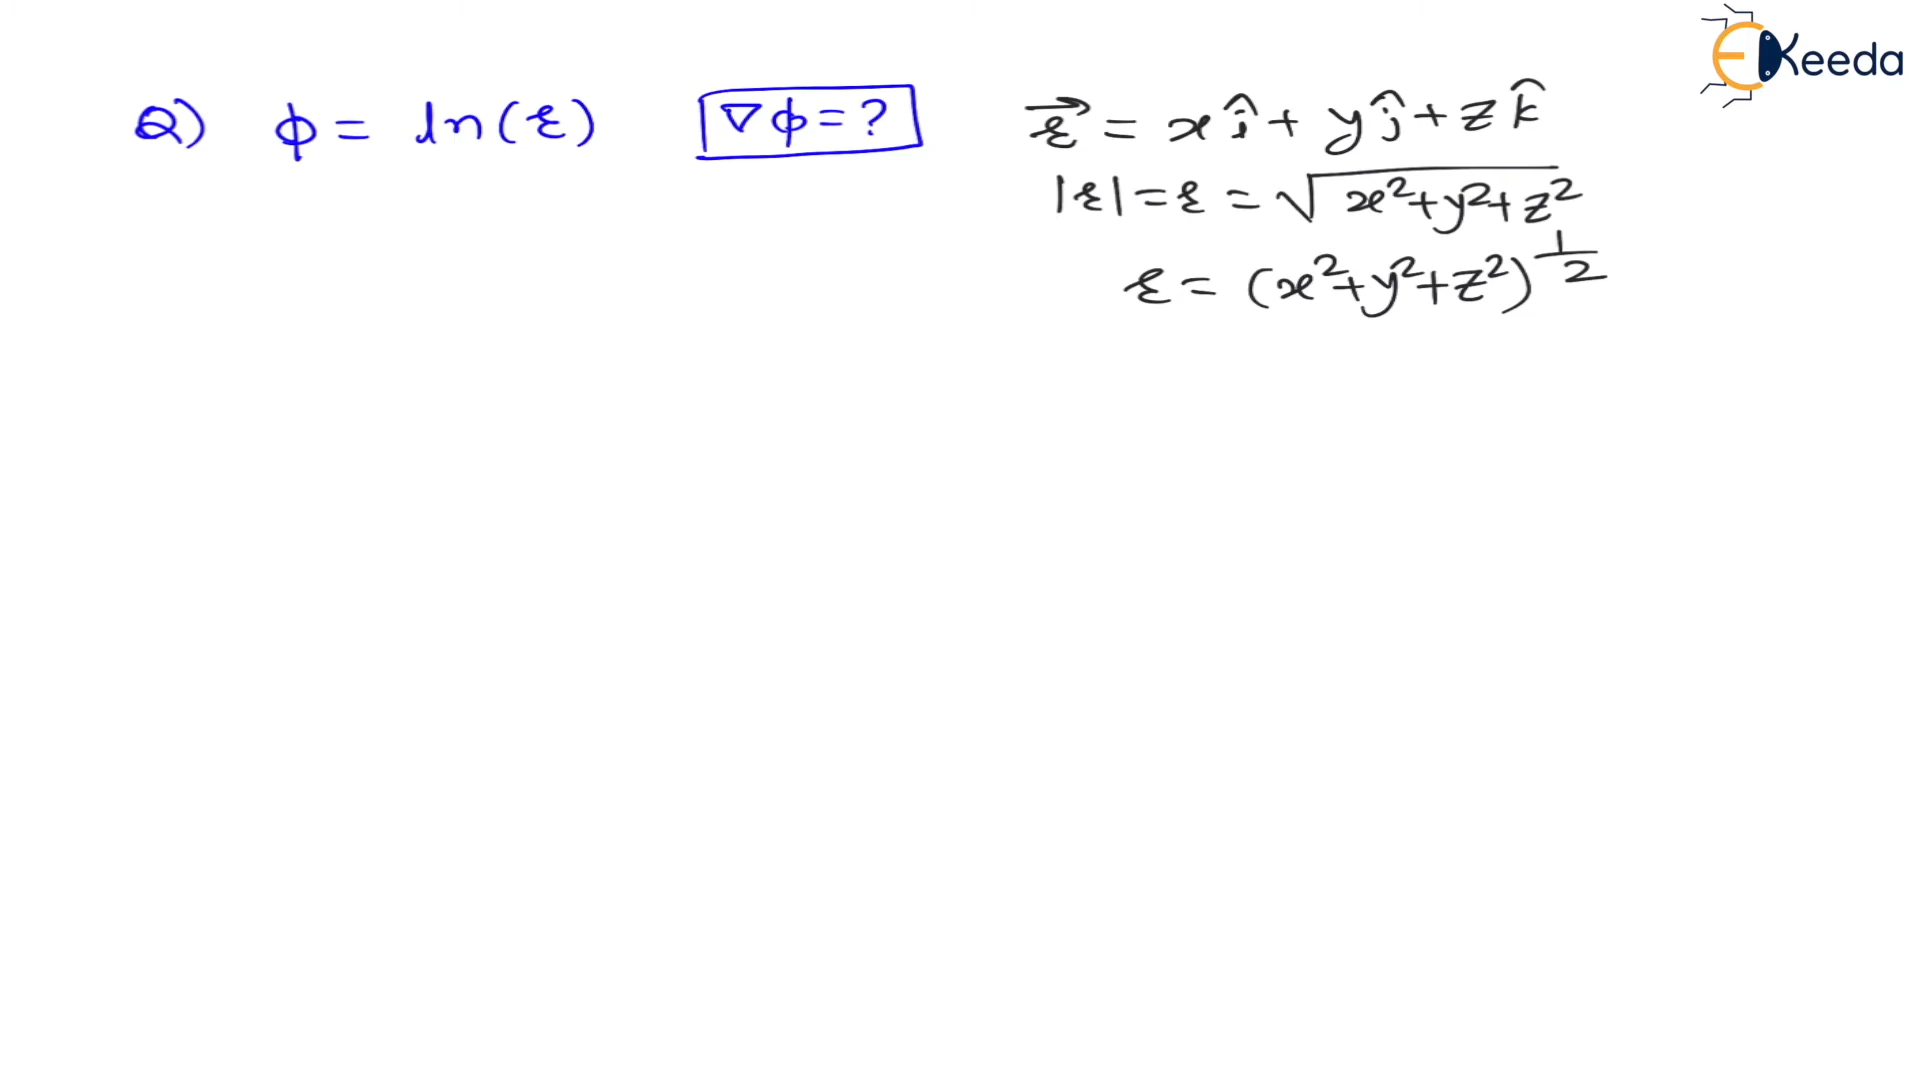 Q) ϕ = ln(r) ∇ϕ = ?
r⃗ = xî + yĵ + zk̂
|r| = r = √x²+y²+z²
r = (x²+y²+z²)^1/2
EKeeda